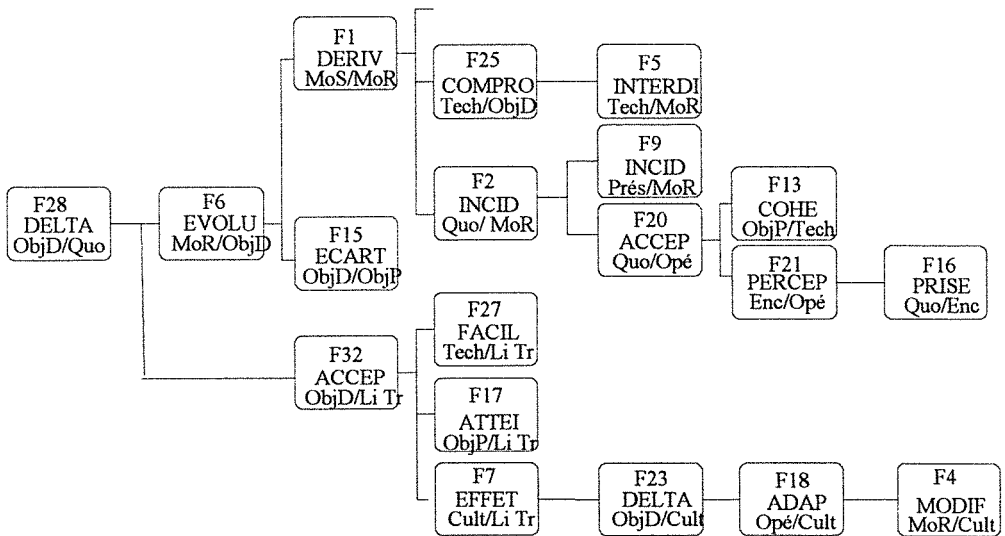 F1
DERIV
MoS/MoR
F25
COMPRO
Tech/ObjD
F5
INTERDI
Tech/MoR
F9
INCID
Prés/MoR
F2
INCID
Quo/ MoR
F13
COHE
ObjP/Tech
F28
DELTA
ObjD/Quo
F6
EVOLU
MoR/ObjD
F20
ACCEP
Quo/Opé
F15
ECART
ObjD/ObjP
F21
PERCEP
Enc/Opé
F16
PRISE
Quo/Enc
F27
FACIL
Tech/Li Tr
F32
ACCEP
ObjD/Li Tr
F17
ATTEI
ObjP/Li Tr
F7
EFFET
Cult/Li Tr
F23
DELTA
ObjD/Cult
F18
ADAP
Opé/Cult
F4
MODIF
MoR/Cult